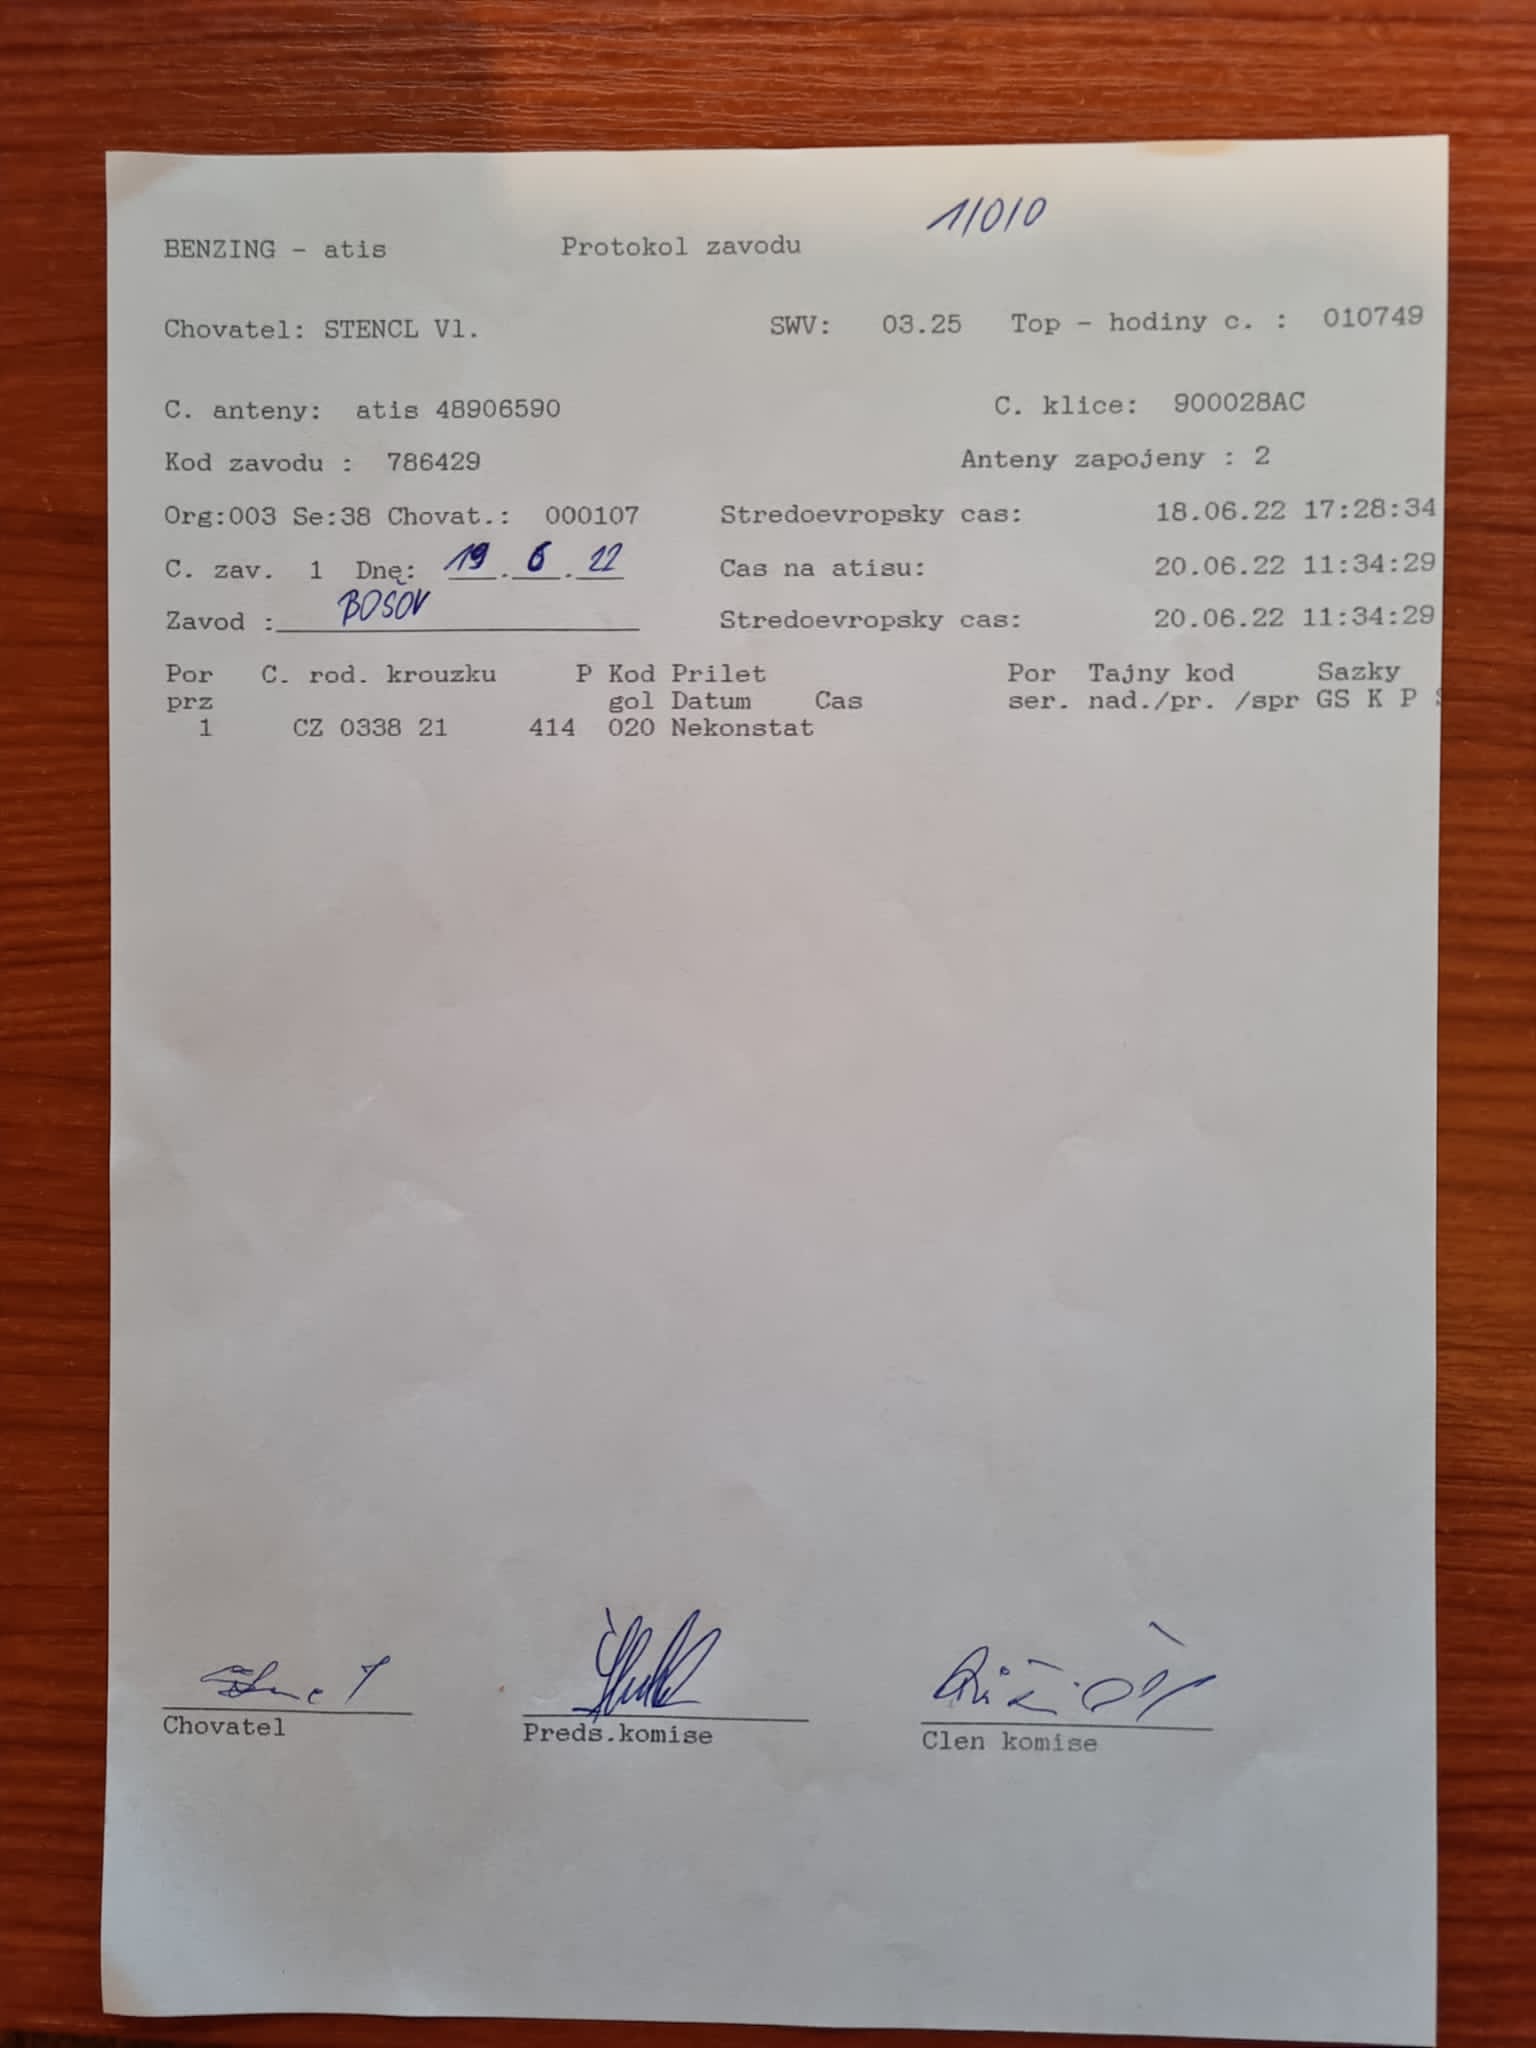 1/0/0
BENZING - atis Protokol zavodu
Chovatel: STENCL Vl. SWV: 03.25 Top - hodiny c. : 010749
C. anteny: atis 48906590 C. klice: 900028AC
Kod zavodu : 786429 Anteny zapojeny : 2
Org:003 Se:38 Chovat.: 000107 Stredoevropsky cas: 18.06.22 17:28:34
C. zav. 1 Dne: 19.6.22 Cas na atisu: 20.06.22 11:34:29
Zavod : BOSOV Stredoevropsky cas: 20.06.22 11:34:29
Por C. rod. krouzku P Kod Prilet Por Tajny kod Sazky
prz gol Datum Cas ser. nad./pr. /spr GS K P
1 CZ 0338 21 414 020 Nekonstat
Chovatel Preds.komise Clen komise